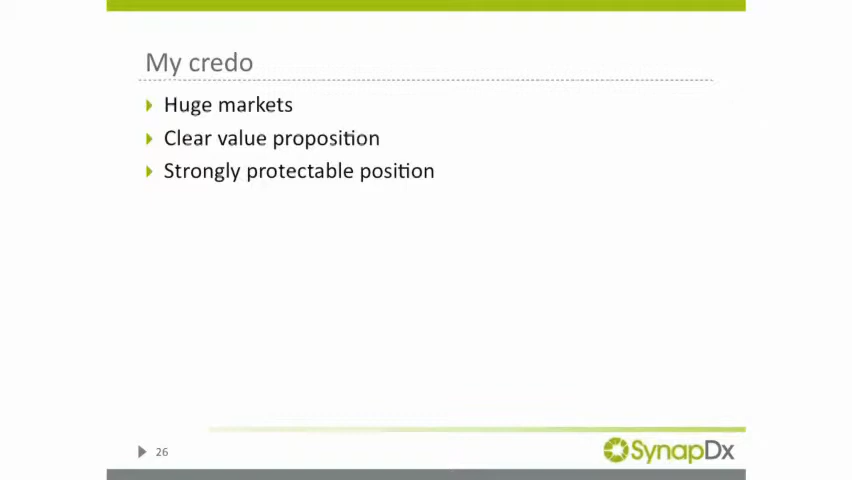 My credo
Huge markets
Clear value proposition
Strongly protectable position
26
SynapDx